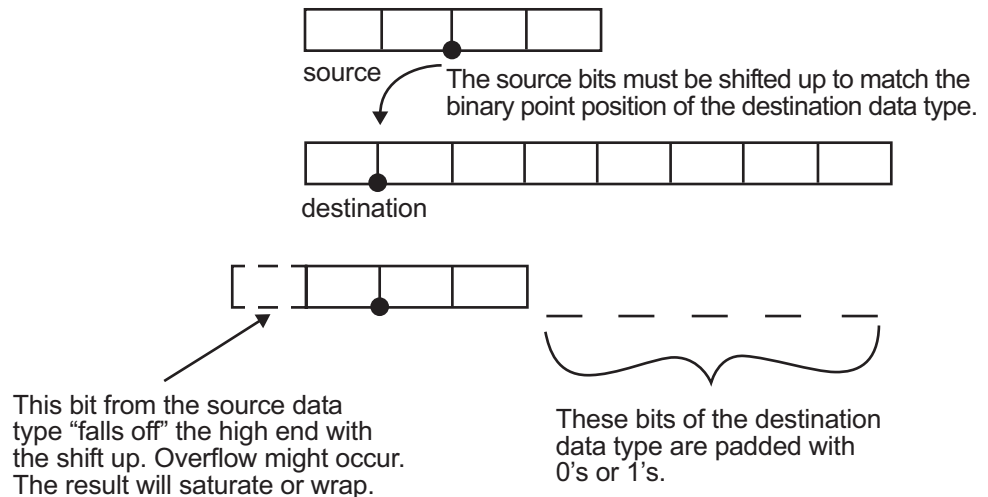 source
The source bits must be shifted up to match the
binary point position of the destination data type.
destination
This bit from the source data
type “falls off” the high end with
the shift up. Overflow might occur.
The result will saturate or wrap.
These bits of the destination
data type are padded with
0's or 1's.